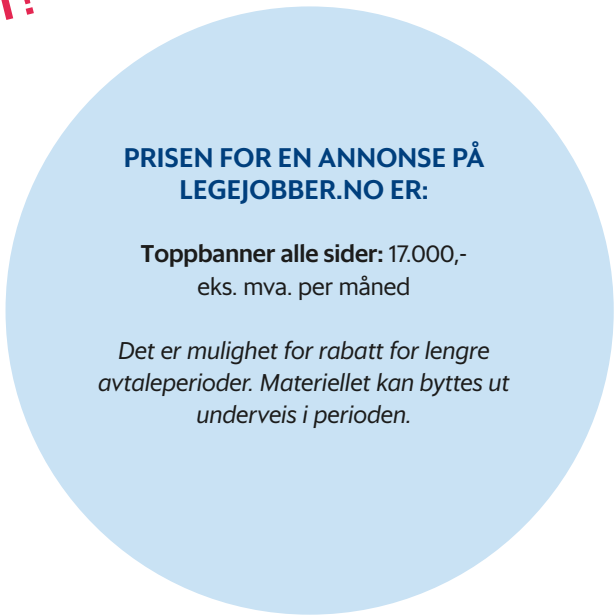 PRISEN FOR EN ANNONSE PÅ
LEGEJOBBER.NO ER:
Toppbanner alle sider: 17.000,-
eks. mva. per måned
Det er mulighet for rabatt for lengre
avtaleperioder. Materiellet kan byttes ut
underveis i perioden.